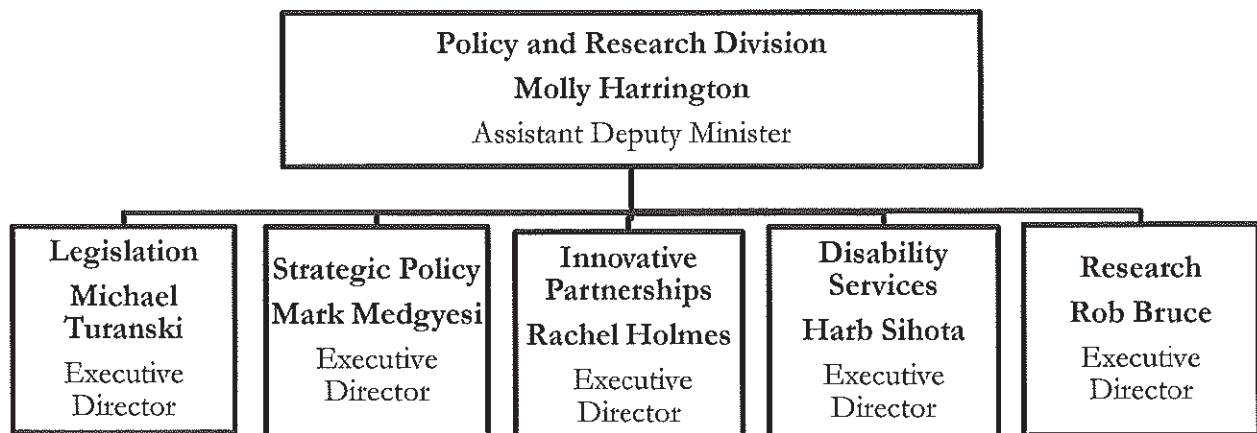 Policy and Research Division
Molly Harrington
Assistant Deputy Minister
Legislation
Michael
Turanski
Executive
Director
Strategic Policy
Mark Medgyesi
Executive
Director
Innovative
Partnerships
Rachel Holmes
Executive
Director
Disability
Services
Harb Sihota
Executive
Director
Research
Rob Bruce
Executive
Director